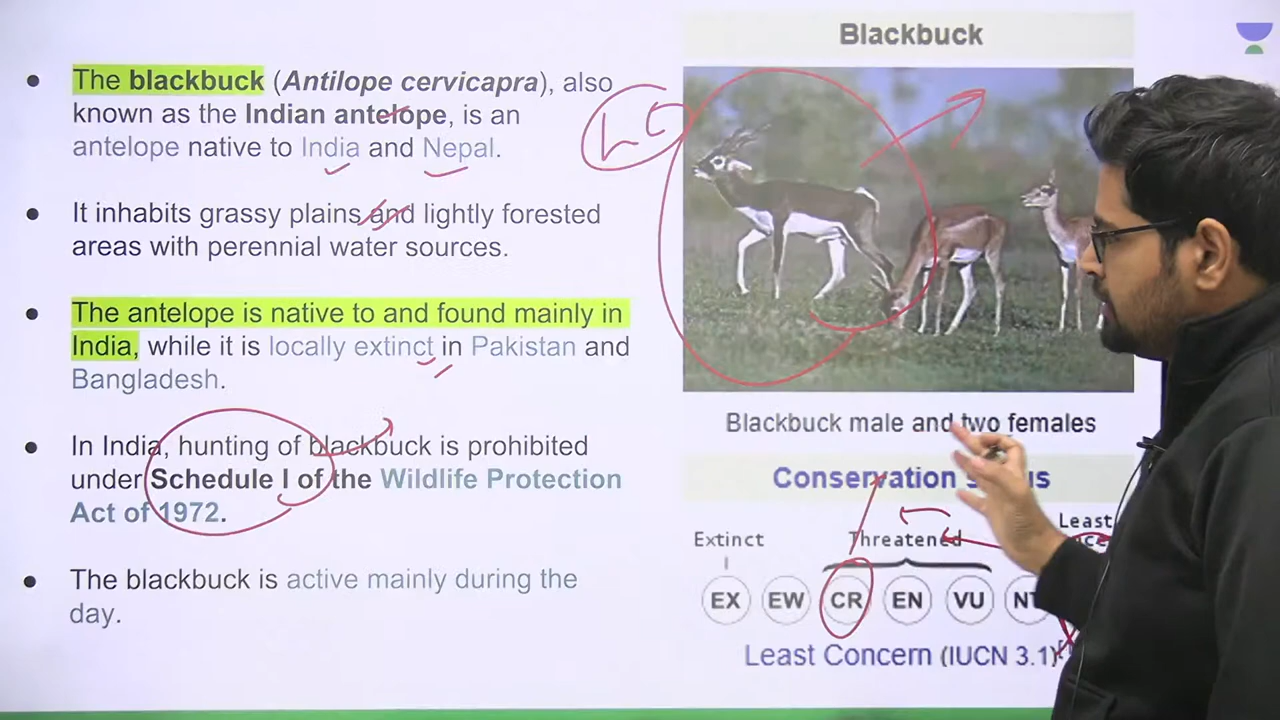 The blackbuck (Antilope cervicapra), also
known as the Indian antelope, is an
antelope native to India and Nepal.
It inhabits grassy plains and lightly forested
areas with perennial water sources.
The antelope is native to and found mainly in
India, while it is locally extinct in Pakistan and
Bangladesh.
In India, hunting of blackbuck is prohibited
under Schedule I of the Wildlife Protection
Act of 1972.
The blackbuck is active mainly during the
day.
Blackbuck
LC
Blackbuck male and two females
Conservation
Extinct
Threatened
Least
EX EW CR EN VU NT
Least Concern (IUCN 3.1)